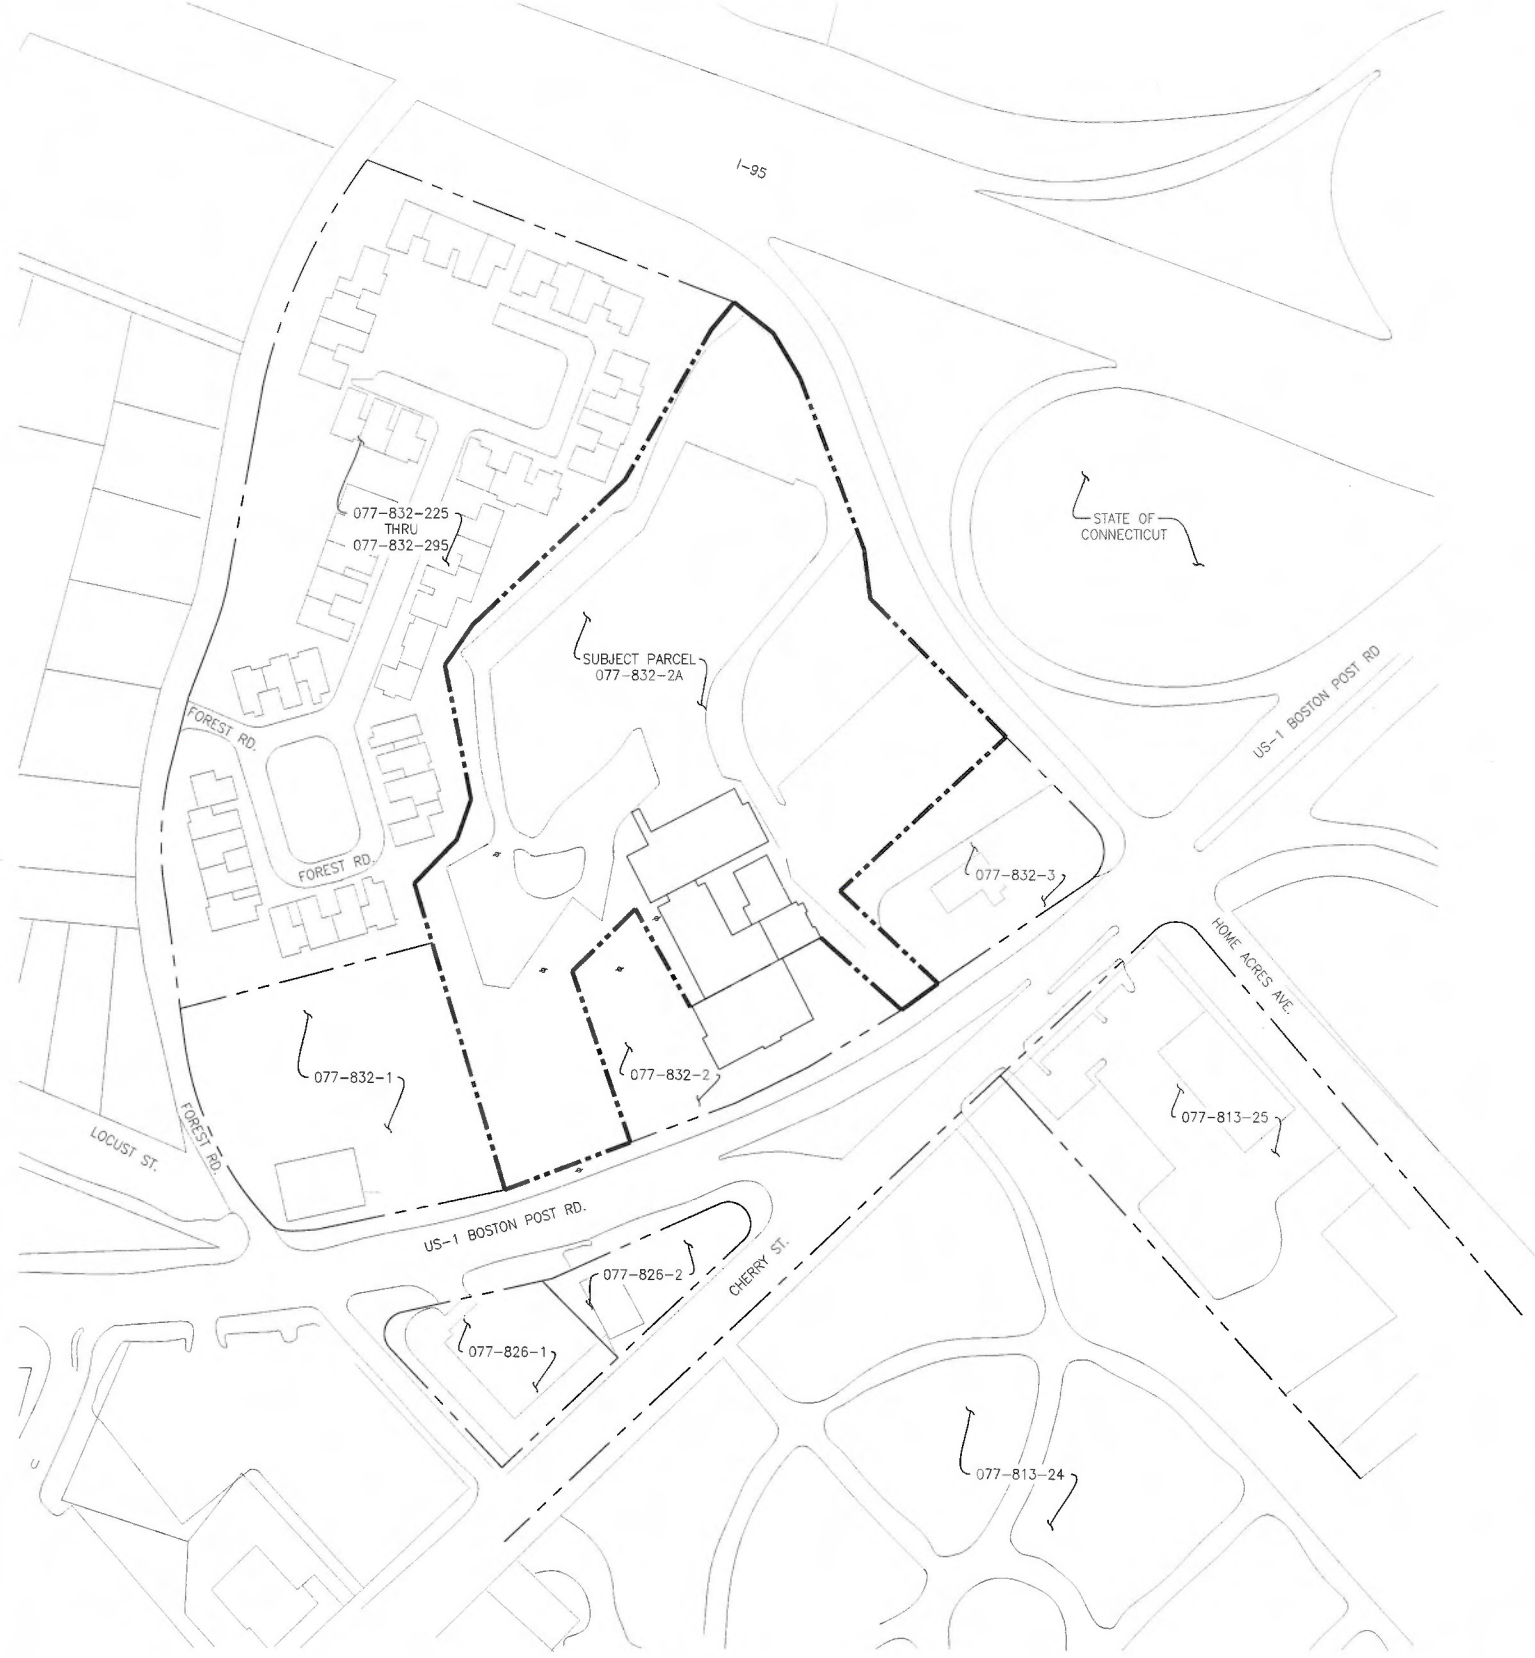 I-95
077-832-225
THRU
077-832-295
STATE OF
CONNECTICUT
SUBJECT PARCEL
077-832-2A
US-1 BOSTON POST RD
FOREST RD.
FOREST RD.
077-832-3
HOME ACRES AVE.
077-832-1
077-832-2
077-813-25
FOREST RD.
LOCUST ST.
US-1 BOSTON POST RD.
CHERRY ST.
077-826-2
077-826-1
077-813-24